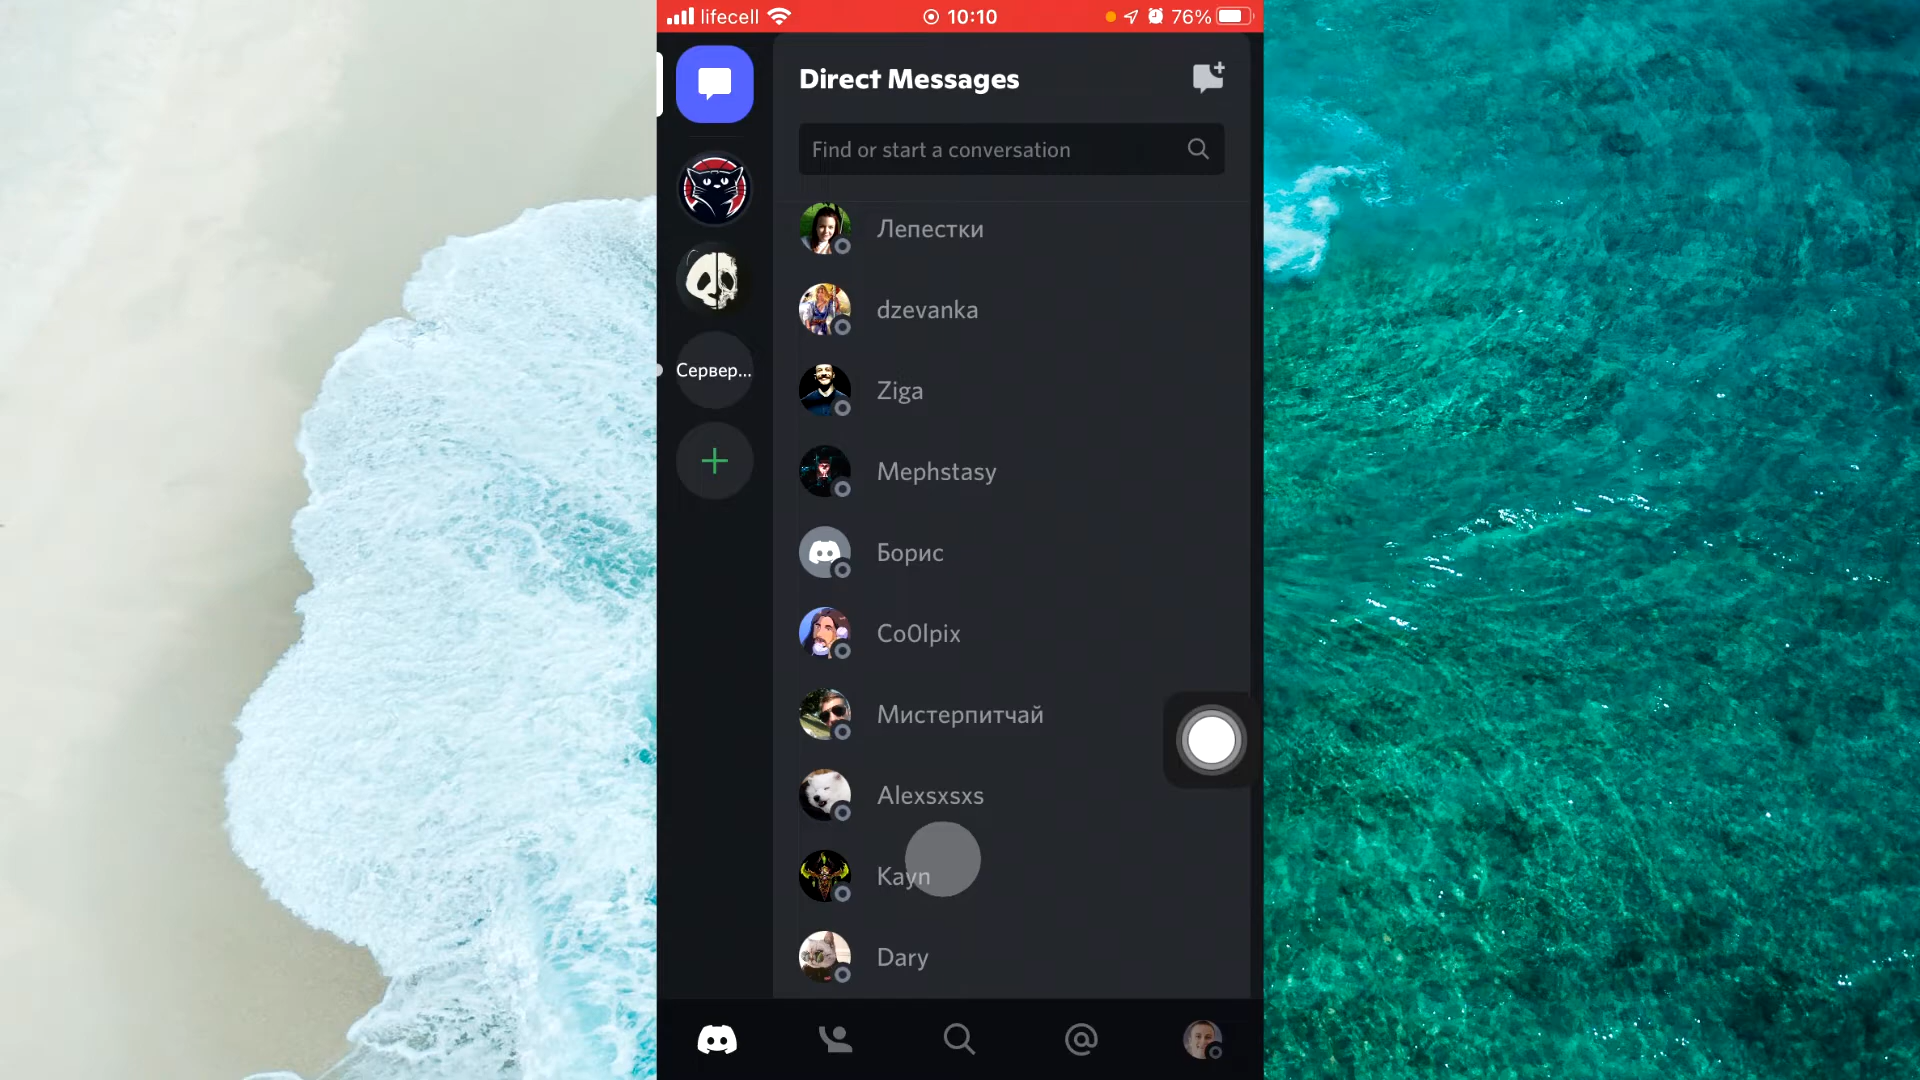 lifecell 10:10 76%
Direct Messages
Find or start a conversation
Лепестки
dzevanka
Ziga
Сервер...
Mephstasy
Борис
Co0lpix
Мистерпитчай
Alexsxsxs
Kayn
Dary